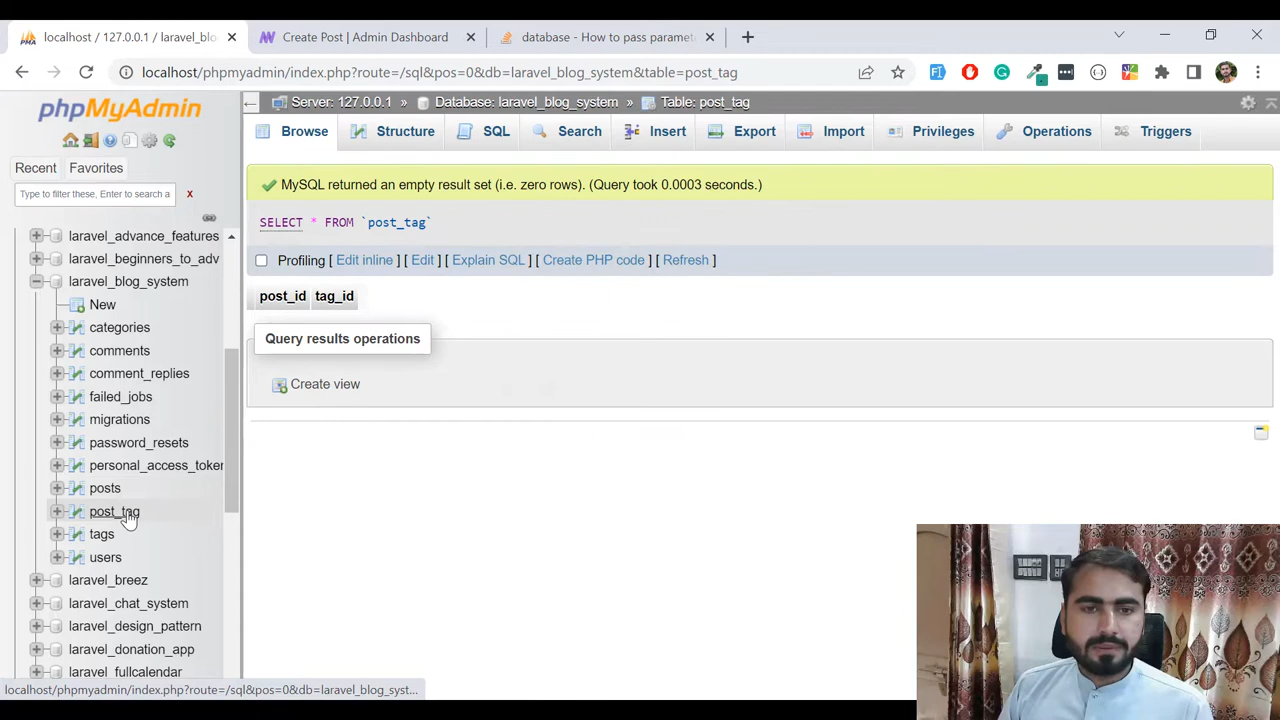 localhost / 127.0.0.1 / laravel_blo
Create Post | Admin Dashboard
database - How to pass paramet
localhost/phpmyadmin/index.php?route=/sql&pos=0&db=laravel_blog_system&table=post_tag
phpMyAdmin
Server: 127.0.0.1 » Database: laravel_blog_system » Table: post_tag
Browse Structure SQL Search Insert Export Import Privileges Operations Triggers
Recent Favorites
Type to filter these, Enter to search a X
MySQL returned an empty result set (i.e. zero rows). (Query took 0.0003 seconds.)
SELECT * FROM `post_tag`
Profiling [ Edit inline ] [ Edit ] [ Explain SQL ] [ Create PHP code ] [ Refresh ]
post_id tag_id
Query results operations
Create view
laravel_advance_features
laravel_beginners_to_adv
laravel_blog_system
New
categories
comments
comment_replies
failed_jobs
migrations
password_resets
personal_access_token
posts
post_tag
tags
users
laravel_breez
laravel_chat_system
laravel_design_pattern
laravel_donation_app
laravel_fullcalendar
localhost/phpmyadmin/index.php?route=/sql&pos=0&db=laravel_blog_syst...